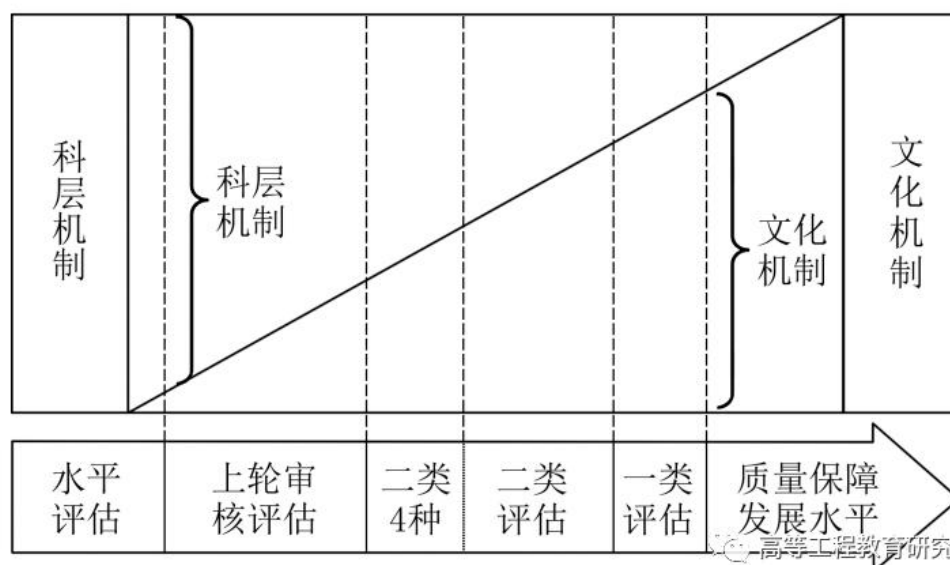 科层机制
科层
机制
文化
机制
文化机制
水平
评估
上轮审
核评估
二类
4种
二类
评估
一类
评估
质量保障
发展水平
高等工程教育研究